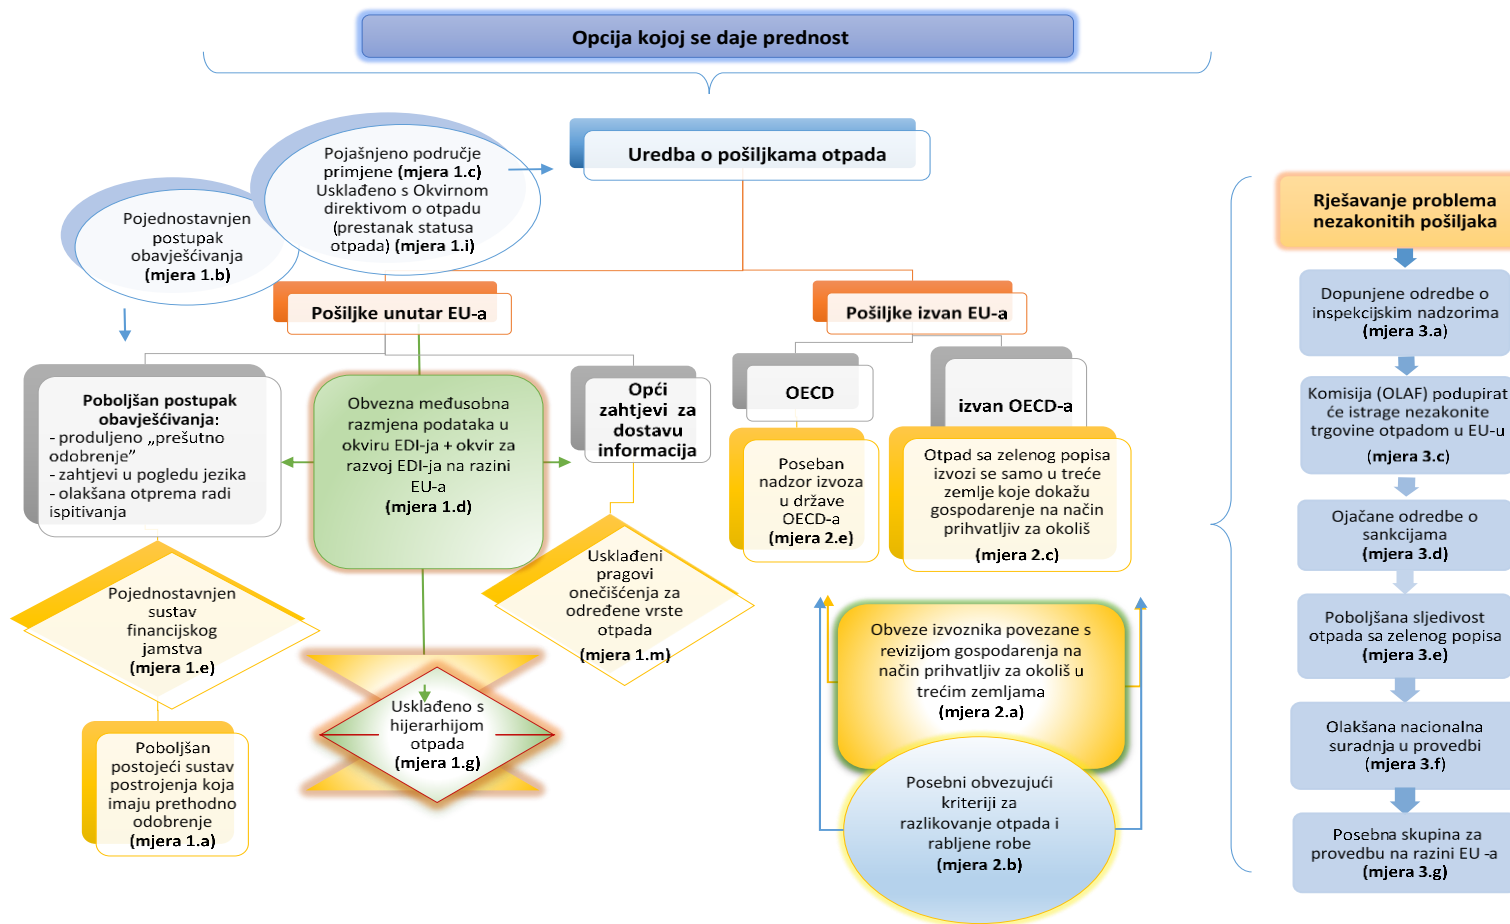 Opcija kojoj se daje prednost
Uredba o pošiljkama otpada
Pojašnjeno područje
primjene (mjera 1.c)
Usklađeno s Okvirnom
direktivom o otpadu
(prestanak statusa
otpada) (mjera 1.i)
Pojednostavnjen
postupak
obavješćivanja
(mjera 1.b)
Pošiljke unutar EU-a
Pošiljke izvan EU-a
Poboljšan postupak
obavješćivanja:
- produljeno „prešutno
odobrenje”
- zahtjevi u pogledu jezika
- olakšana otprema radi
ispitivanja
Obvezna međusobna
razmjena podataka u
okviru EDI-ja + okvir za
razvoj EDI-ja na razini
EU-a
(mjera 1.d)
Opći
zahtjevi za
dostavu
informacija
OECD
izvan OECD-a
Poseban
nadzor izvoza
u države
OECD-a
(mjera 2.e)
Otpad sa zelenog popisa
izvozi se samo u treće
zemlje koje dokažu
gospodarenje na način
prihvatljiv za okoliš
(mjera 2.c)
Pojednostavnjen
sustav
financijskog
jamstva
(mjera 1.e)
Usklađeni
pragovi
onečišćenja za
određene vrste
otpada
(mjera 1.m)
Usklađeno s
hijerarhijom
otpada
(mjera 1.g)
Poboljšan
postojeći sustav
postrojenja koja
imaju prethodno
odobrenje
(mjera 1.a)
Obveze izvoznika povezane s
revizijom gospodarenja na
način prihvatljiv za okoliš u
trećim zemljama
(mjera 2.a)
Posebni obvezujući
kriteriji za
razlikovanje otpada i
rabljene robe
(mjera 2.b)
Rješavanje problema
nezakonitih pošiljaka
Dopunjene odredbe o
inspekcijskim nadzorima
(mjera 3.a)
Komisija (OLAF) podupirat
će istrage nezakonite
trgovine otpadom u EU-u
(mjera 3.c)
Ojačane odredbe o
sankcijama
(mjera 3.d)
Poboljšana sljedivost
otpada sa zelenog popisa
(mjera 3.e)
Olakšana nacionalna
suradnja u provedbi
(mjera 3.f)
Posebna skupina za
provedbu na razini EU -a
(mjera 3.g)